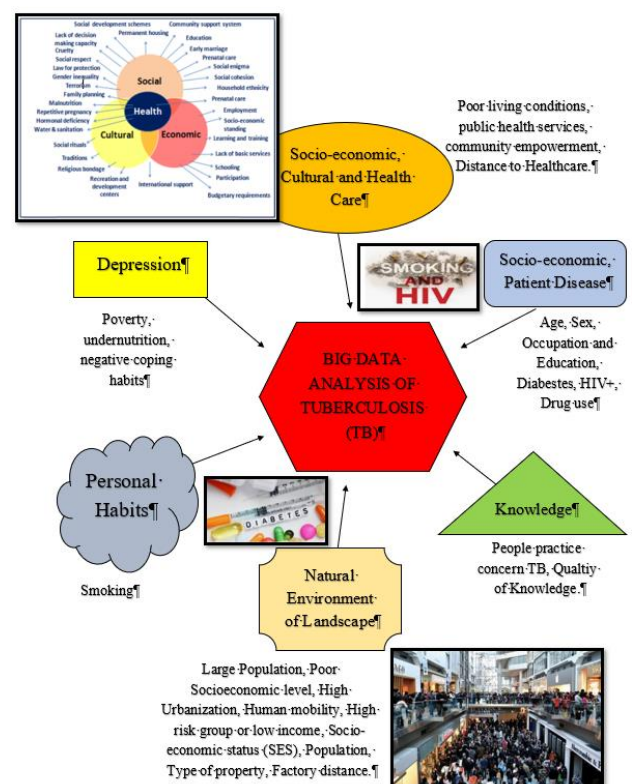 Social development schemes
Community support system
Permanent housing
Lack of decision
making capacity
Cruelty
Social respect
Law for protection
Gender inequality
Terrorism
Family planning
Malnutrition
Repetitive pregnancy
Hormonal deficiency
Water & sanitation
Social rituals
Traditions
Religious bondage
Recreation and
development
centers
Education
Early marriage
Prenatal care
Social enigma
Social cohesion
Household ethnicity
Prenatal care
Employment
Socio-economic
standing
Learning and training
Lack of basic services
Schooling
Participation
Budgetary requirements
International support
Social
Health
Cultural
Economic
Socio-economic,·
Cultural·and·Health·
Care¶
Poor·living·conditions,·
public·health·services,·
community·empowerment,·
Distance·to·Healthcare.¶
Depression¶
Poverty,·
undernutrition,·
negative·coping·
habits¶
SMOKING
AND
HIV
Socio-economic,·
Patient·Disease¶
Age,·Sex,·
Occupation·and·
Education,·
Diabestes,·HIV+,·
Drug·use¶
BIG·DATA·
ANALYSIS·OF·
TUBERCULOSIS·
(TB)¶
Personal·
Habits¶
Smoking¶
DIABETES
Knowledge¶
People·practice·
concern·TB,·Qualtiy·
of·Knowledge.¶
Natural·
Environment·
of·Landscape¶
Large·Population,·Poor·
Socioeconomic·level,·High·
Urbanization,·Human·mobility,·High·
risk·group·or·low·income,·Socio-
economic·status·(SES),·Population,·
Type·of·property,·Factory·distance.¶